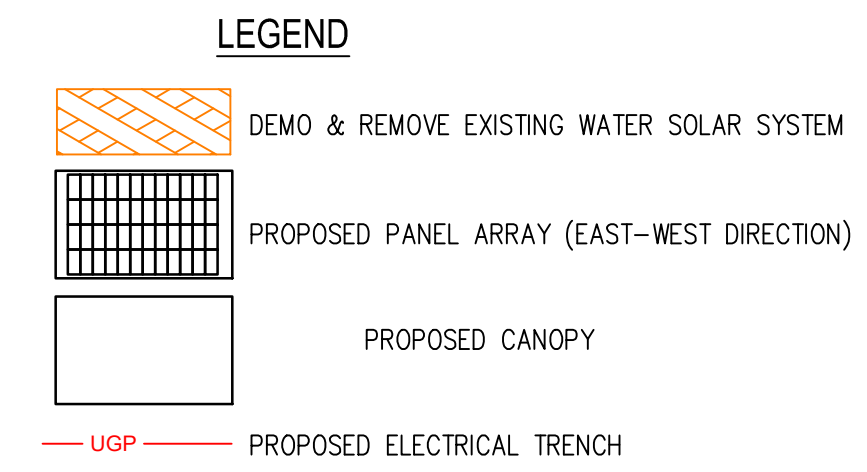 LEGEND
DEMO & REMOVE EXISTING WATER SOLAR SYSTEM
PROPOSED PANEL ARRAY (EAST-WEST DIRECTION)
PROPOSED CANOPY
UGP PROPOSED ELECTRICAL TRENCH